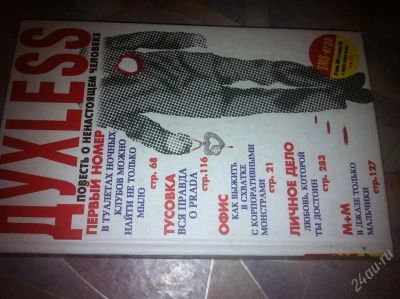 ДУХLESS
ПОВЕСТЬ О НЕНАСТОЯЩЕМ ЧЕЛОВЕКЕ
ПЕРВЫЙ НОМЕР
В ТУАЛЕТАХ НОЧНЫХ
КЛУБОВ МОЖНО
НАЙТИ НЕ ТОЛЬКО
МЫЛО
стр. 68
ТУСОВКА
ВСЯ ПРАВДА
О PRADA
стр.116
ОФИС
КАК ВЫЖИТЬ
В СХВАТКЕ
С КОРПОРАТИВНЫМИ
МОНСТРАМИ стр. 21
ЛИЧНОЕ ДЕЛО
ЛЮБОВЬ, КОТОРОЙ
ТЫ ДОСТОИН
стр. 283
М+М
В ДЖАЗЕ ТОЛЬКО
МАЛЬЧИКИ
стр.127
SMS-игра
24au.ru